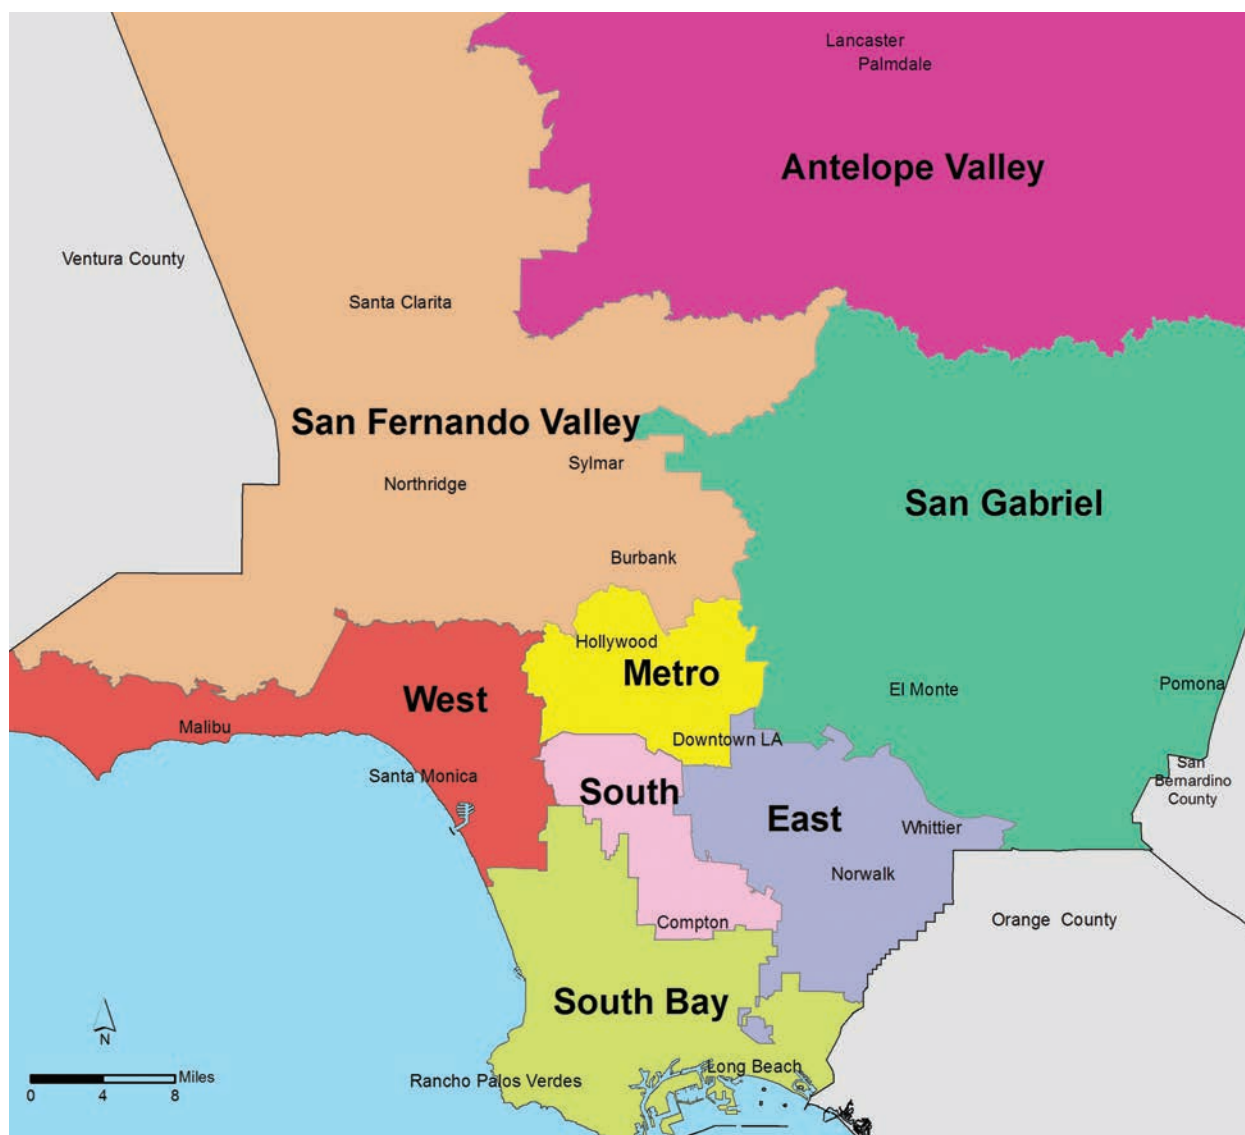 Lancaster
Palmdale
Antelope Valley
Ventura County
Santa Clarita
San Fernando Valley
Sylmar
Northridge
San Gabriel
Burbank
Hollywood
Metro
El Monte
Pomona
West
Malibu
Downtown LA
Santa Monica
San
Bernardino
County
South
East
Whittier
Norwalk
Compton
Orange County
South Bay
N
Long Beach
Rancho Palos Verdes
Miles
0 4 8